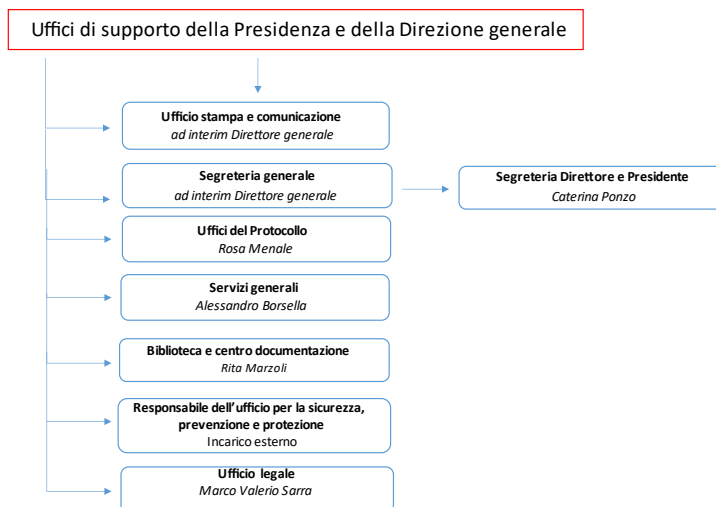 Uffici di supporto della Presidenza e della Direzione generale
Ufficio stampa e comunicazione
ad interim Direttore generale
Segreteria generale
ad interim Direttore generale
Segreteria Direttore e Presidente
Caterina Ponzo
Uffici del Protocollo
Rosa Menale
Servizi generali
Alessandro Borsella
Biblioteca e centro documentazione
Rita Marzoli
Responsabile dell'ufficio per la sicurezza,
prevenzione e protezione
Incarico esterno
Ufficio legale
Marco Valerio Sarra